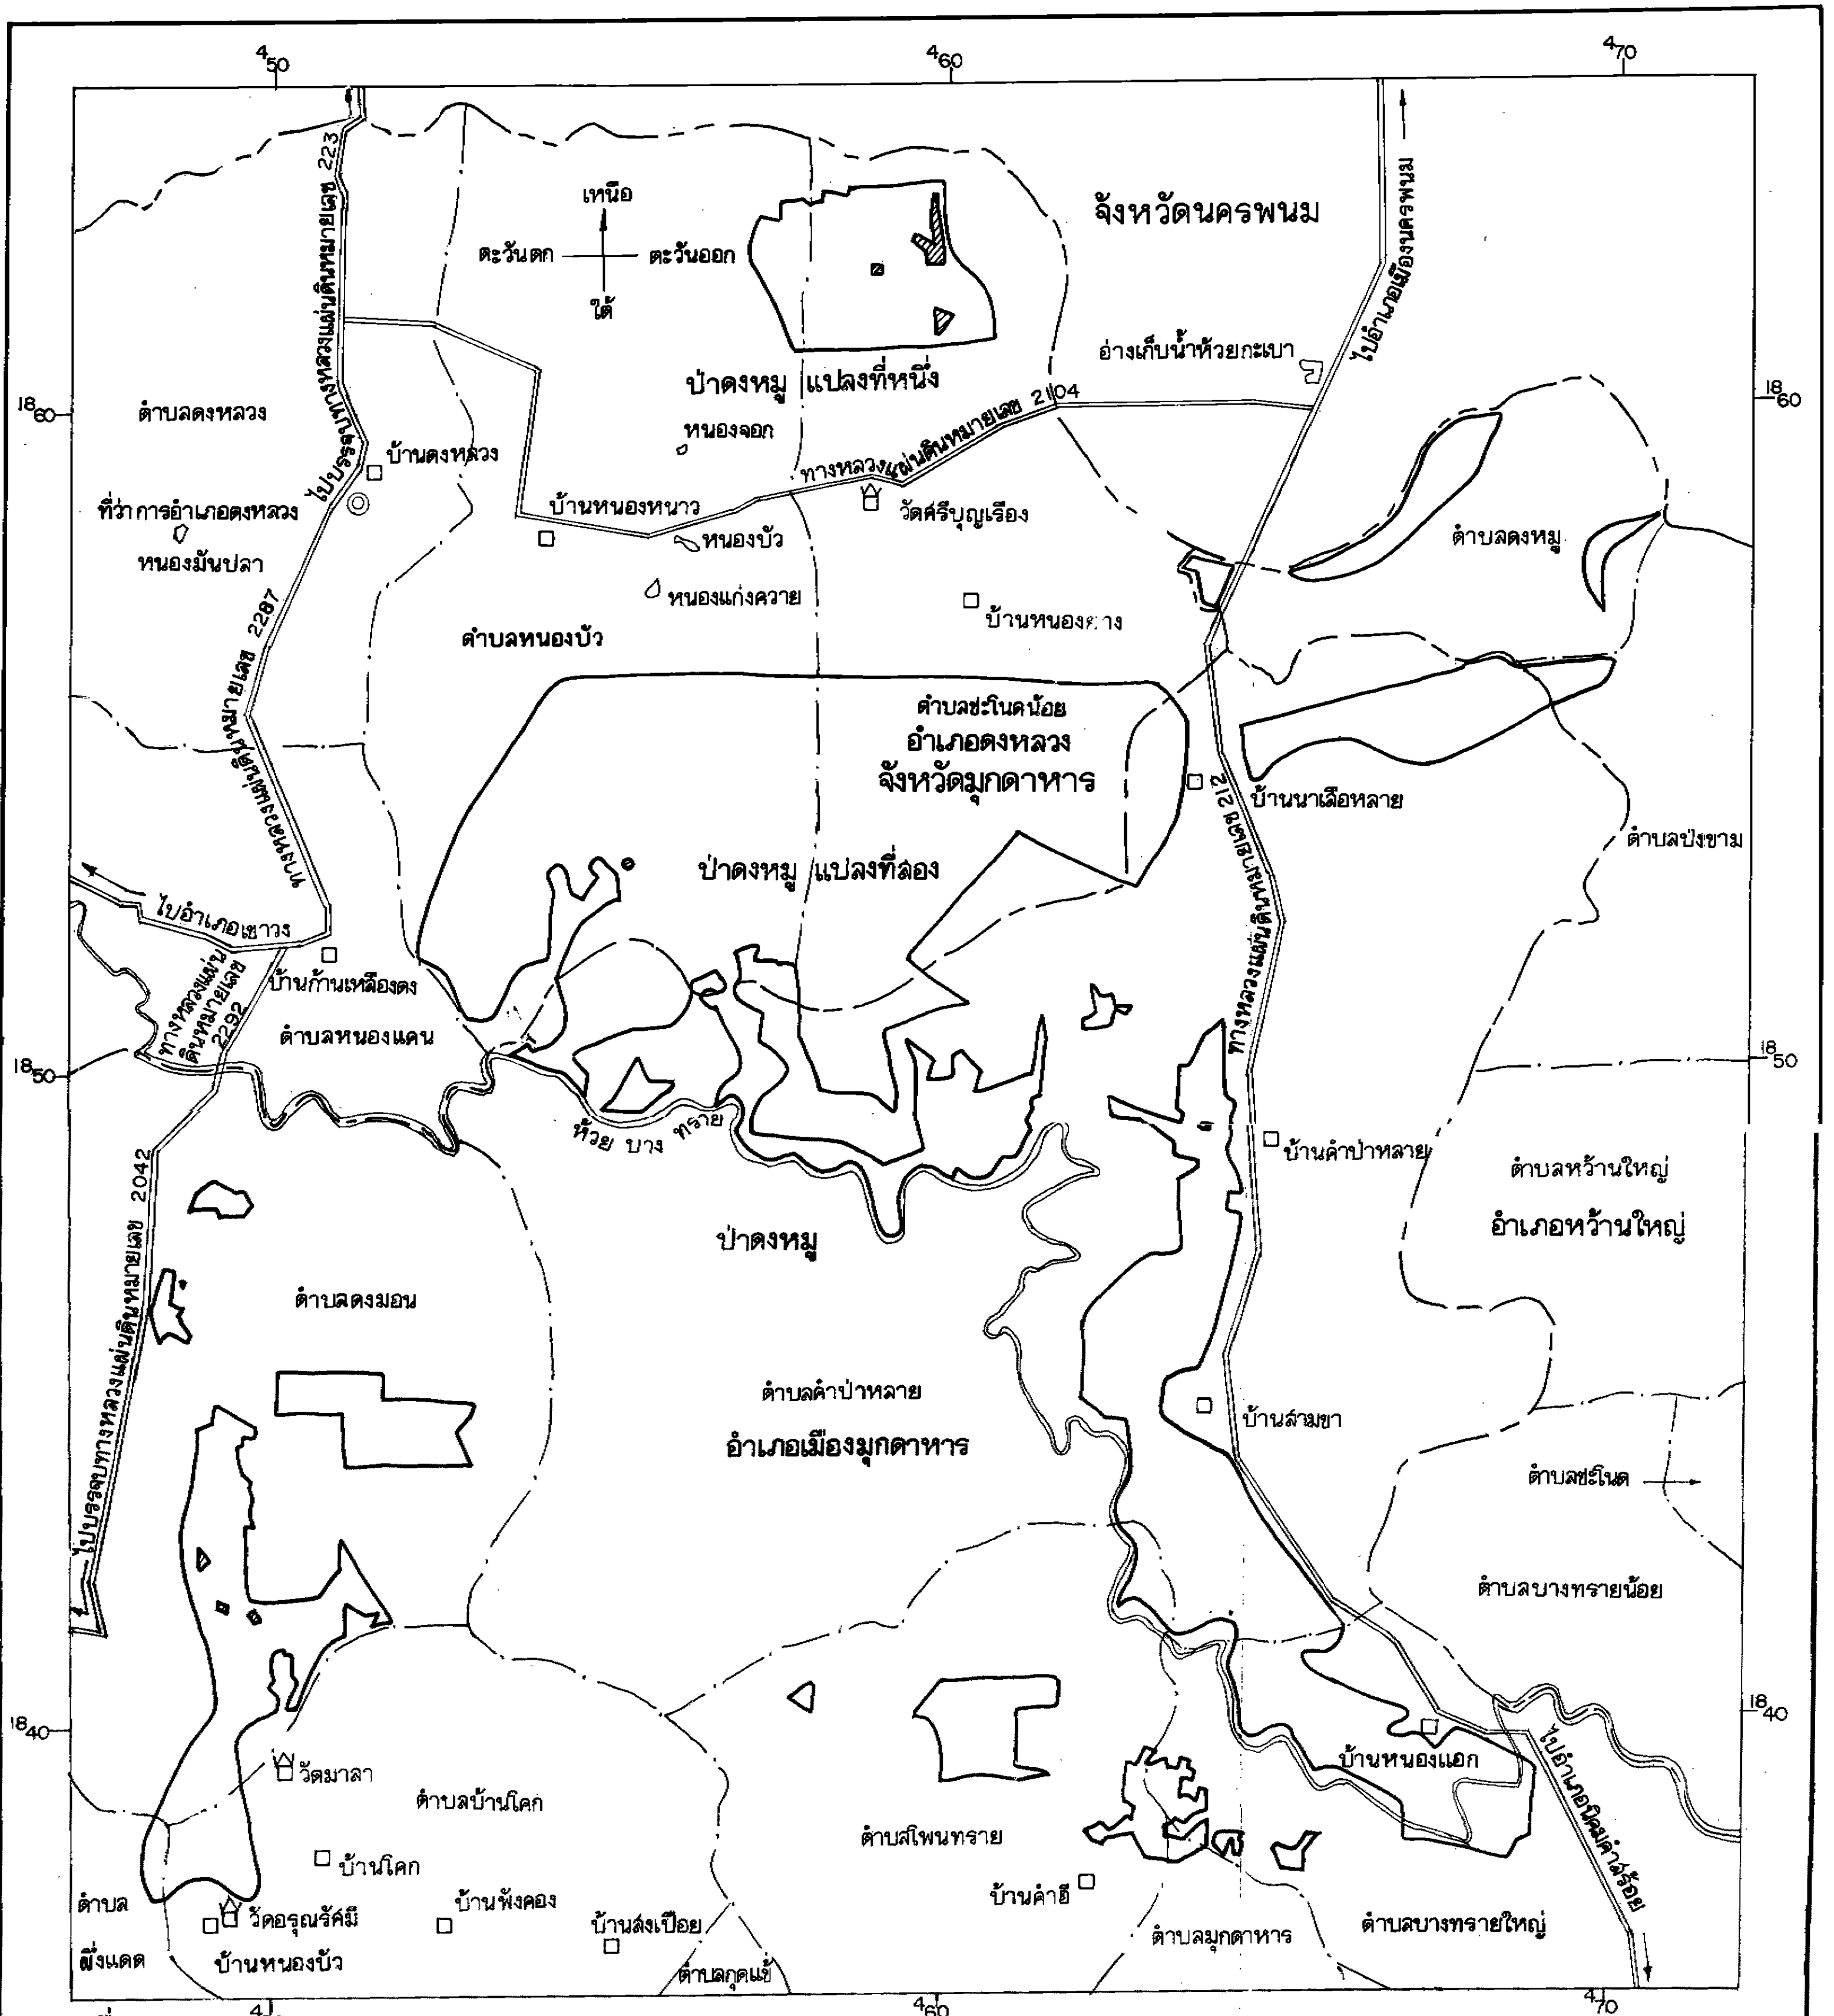 450
460
470
เหนือ
ตะวันตก
ตะวันออก
ใต้
จังหวัดนครพนม
ไปอำเภอเมืองนครพนม
อ่างเก็บน้ำห้วยกะเบา
ป่าดงหมู แปลงที่หนึ่ง
1860
1860
ตำบลดงหลวง
หนองจอก
ทางหลวงแผ่นดินหมายเลข 2104
ไปบรรจบทางหลวงแผ่นดินหมายเลข 223
บ้านดงหลวง
ที่ว่าการอำเภอดงหลวง
บ้านหนองหนาว
วัดศรีบุญเรือง
หนองมันปลา
หนองบัว
ตำบลดงหมู
หนองแก่งควาย
ตำบลหนองบัว
ทางหลวงแผ่นดินหมายเลข 2287
ตำบลชะโนดน้อย
อำเภอดงหลวง
จังหวัดมุกดาหาร
บ้านนาเสือหลาย
ตำบลป่งขาม
ป่าดงหมู แปลงที่สอง
ทางหลวงแผ่นดินหมายเลข 212
ไปอำเภอเขาวง
บ้านก้านเหลืองดง
ทางหลวงแผ่น
ดินหมายเลข
2292
ตำบลหนองแคน
1850
1850
ห้วย บาง ทราย
บ้านคำป่าหลาย
ตำบลหว้านใหญ่
อำเภอหว้านใหญ่
ป่าดงหมู
ไปบรรจบทางหลวงแผ่นดินหมายเลข 2042
ตำบลดงมอน
ตำบลคำป่าหลาย
บ้านสามขา
อำเภอเมืองมุกดาหาร
ตำบลชะโนด
ตำบลบางทรายน้อย
1840
1840
บ้านหนองแอก
ไปอำเภอนิคมคำสร้อย
วัดมาลา
ตำบลบ้านโคก
ตำบลโพนทราย
บ้านโคก
บ้านคำฮี
ตำบล
ผึ่งแดด
วัดอรุณรัศมี
บ้านพังคอง
บ้านส่งเปือย
บ้านหนองบัว
ตำบลกุดแข้
ตำบลมุกดาหาร
ตำบลบางทรายใหญ่
460
470